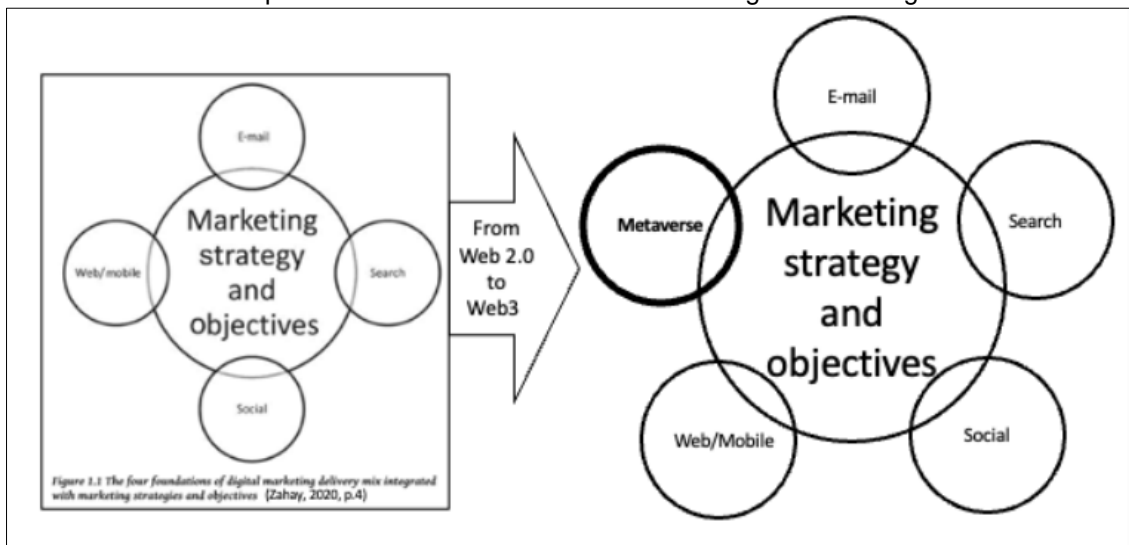 E-mail
Marketing
strategy
and
objectives
Web/mobile
Search
Social
Figure 1.1 The four foundations of digital marketing delivery mix integrated
with marketing strategies and objectives (Zahay, 2020, p.4)
From
Web 2.0
to
Web3
E-mail
Metaverse
Marketing
strategy
and
objectives
Search
Web/Mobile
Social